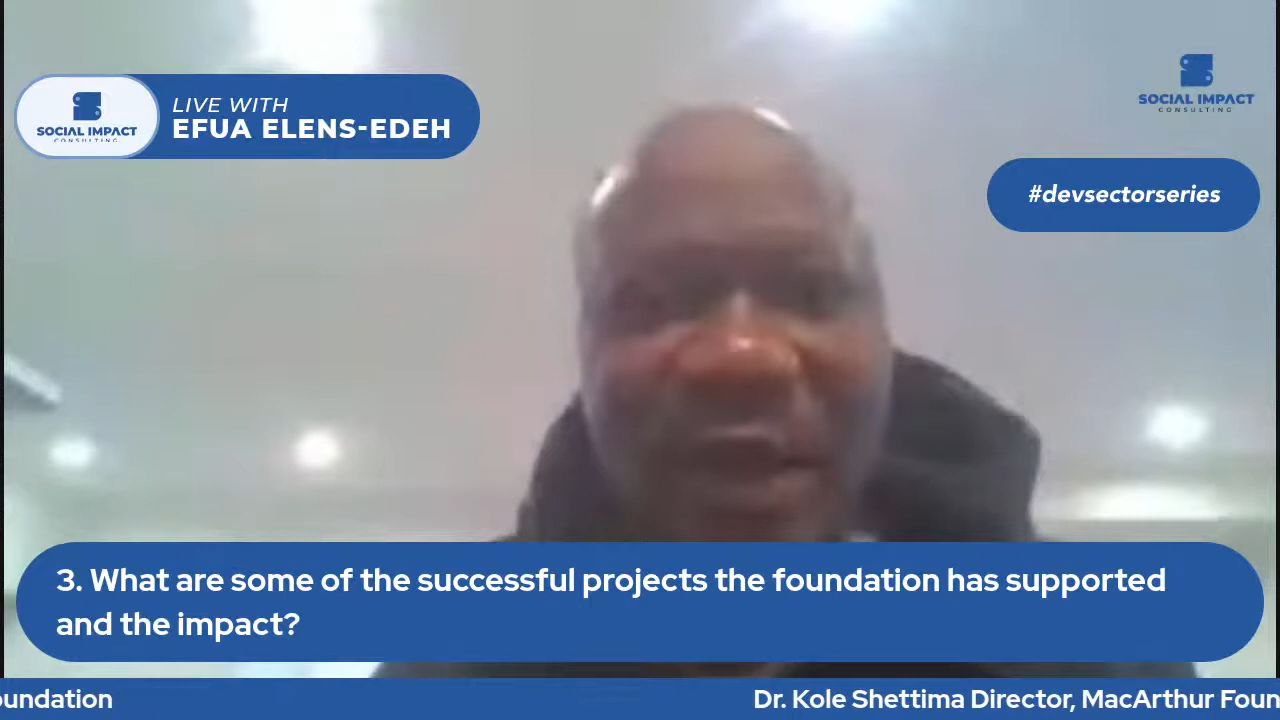 LIVE WITH
EFUA ELENS-EDEH
SOCIAL IMPACT
CONSULTING
SOCIAL IMPACT
CONSULTING
#devsectorseries
3. What are some of the successful projects the foundation has supported
and the impact?
oundation Dr. Kole Shettima Director, MacArthur Foun